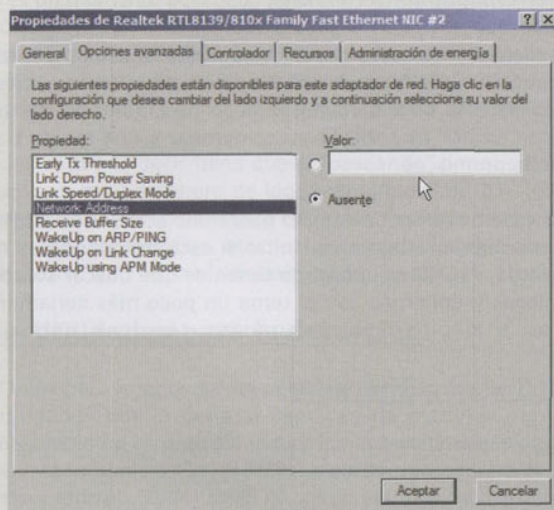 Propiedades de Realtek RTL8139/810x Family Fast Ethernet NIC #2
General
Opciones avanzadas
Controlador
Recursos
Administración de energía
Las siguientes propiedades están disponibles para este adaptador de red. Haga clic en la
configuración que desea cambiar del lado izquierdo y a continuación seleccione su valor del
lado derecho.
Propiedad:
Early Tx Threshold
Link Down Power Saving
Link Speed/Duplex Mode
Network Address
Receive Buffer Size
WakeUp on ARP/PING
WakeUp on Link Change
WakeUp using APM Mode
Valor:
Ausente
Aceptar
Cancelar